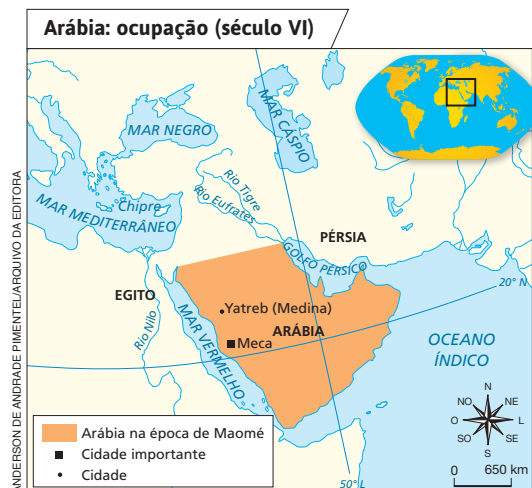 Arábia: ocupação (século VI)
MAR NEGRO
MAR CÁSPIO
Chipre
MAR MEDITERRÂNEO
Rio Tigre
Rio Eufrates
PÉRSIA
GOLFO PÉRSICO
EGITO
Rio Nilo
Yatreb (Medina)
ARÁBIA
Meca
MAR VERMELHO
20° N
OCEANO
ÍNDICO
50° L
N
NO
NE
O
L
SO
SE
S
0
650 km
Arábia na época de Maomé
Cidade importante
Cidade
ANDERSON DE ANDRADE PIMENTEL/ARQUIVO DA EDITORA